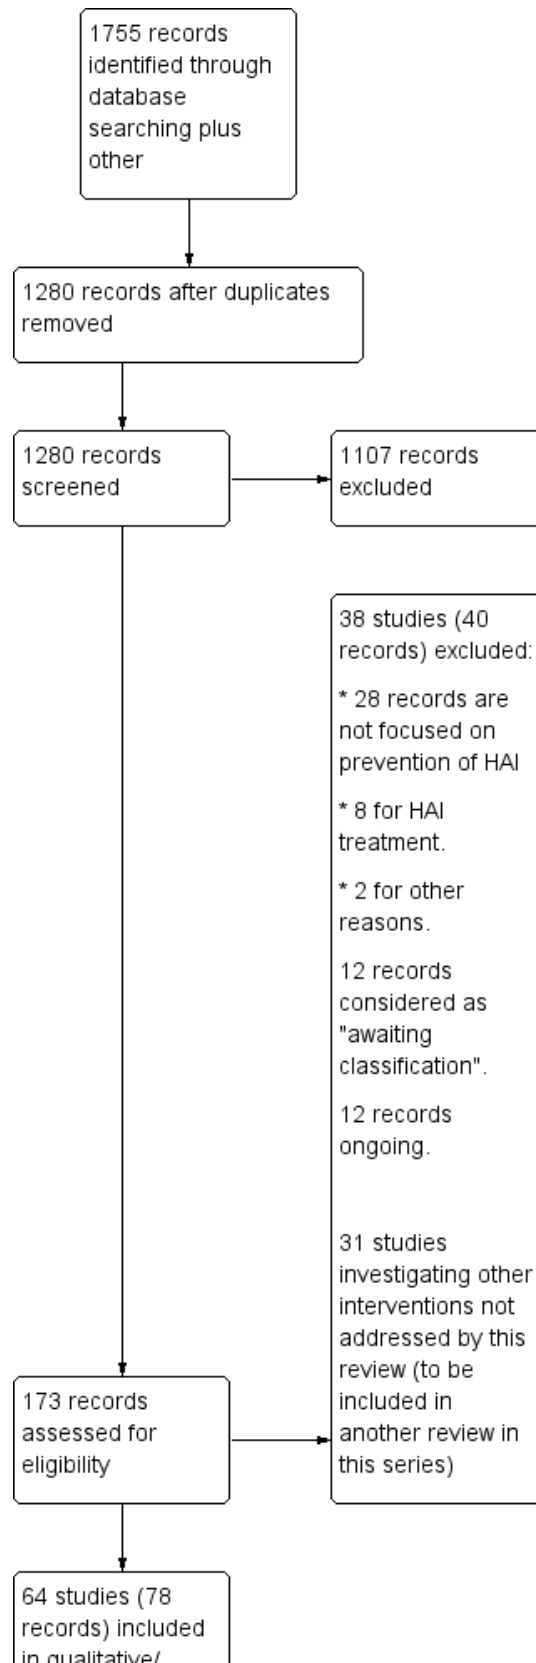 1755 records
identified through
database
searching plus
other
1280 records after duplicates
removed
1280 records
screened
1107 records
excluded
38 studies (40
records) excluded:
* 28 records are
not focused on
prevention of HAI
* 8 for HAI
treatment.
* 2 for other
reasons.
12 records
considered as
"awaiting
classification".
12 records
ongoing.
31 studies
investigating other
interventions not
addressed by this
review (to be
included in
another review in
this series)
173 records
assessed for
eligibility
64 studies (78
records) included
in qualitative/